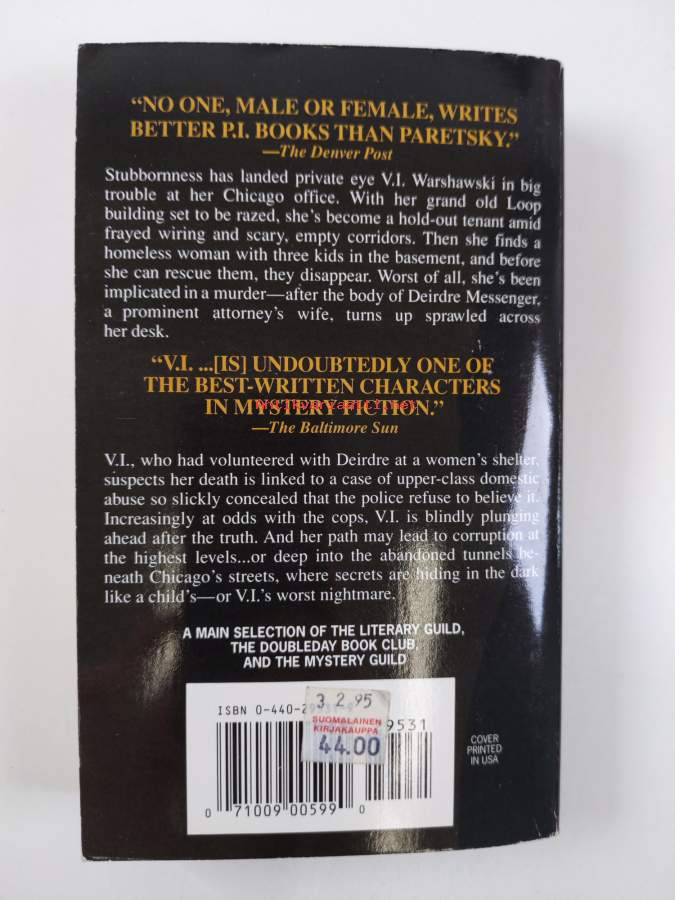 “NO ONE, MALE OR FEMALE, WRITES
BETTER P.I. BOOKS THAN PARETSKY.”
—The Denver Post
Stubbornness has landed private eye V.I. Warshawski in big
trouble at her Chicago office. With her grand old Loop
building set to be razed, she’s become a hold-out tenant amid
frayed wiring and scary, empty corridors. Then she finds a
homeless woman with three kids in the basement, and before
she can rescue them, they disappear. Worst of all, she’s been
implicated in a murder—after the body of Deirdre Messenger,
a prominent attorney’s wife, turns up sprawled across
her desk.
“V.I. ...[IS] UNDOUBTEDLY ONE OF
THE BEST-WRITTEN CHARACTERS
IN MYSTERY FICTION.”
—The Baltimore Sun
V.I., who had volunteered with Deirdre at a women’s shelter,
suspects her death is linked to a case of upper-class domestic
abuse so slickly concealed that the police refuse to believe it.
Increasingly at odds with the cops, V.I. is blindly plunging
ahead after the truth. And her path may lead to corruption at
the highest levels...or deep into the abandoned tunnels be-
neath Chicago’s streets, where secrets are hiding in the dark
like a child’s—or V.I.’s worst nightmare.
A MAIN SELECTION OF THE LITERARY GUILD,
THE DOUBLEDAY BOOK CLUB,
AND THE MYSTERY GUILD
ISBN 0-440-
3 2.95
SUOMALAINEN
KIRJAKAUPPA
44.00
9531
0 71009 00599 0
COVER
PRINTED
IN USA